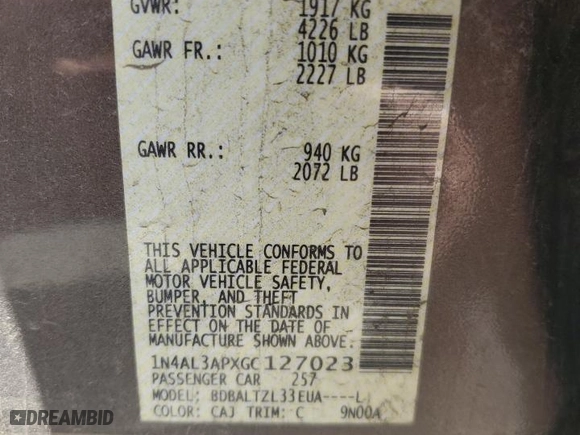 GVWR: 1917 KG
4226 LB
GAWR FR.: 1010 KG
2227 LB
GAWR RR.: 940 KG
2072 LB
THIS VEHICLE CONFORMS TO
ALL APPLICABLE FEDERAL
MOTOR VEHICLE SAFETY,
BUMPER, AND THEFT
PREVENTION STANDARDS IN
EFFECT ON THE DATE OF
MANUFACTURE SHOWN ABOVE.
1N4AL3APXGC127023
PASSENGER CAR 257
MODEL: BDBALTZL33EUA----L
COLOR: CAJ TRIM: C 9N00A
DREAMBID